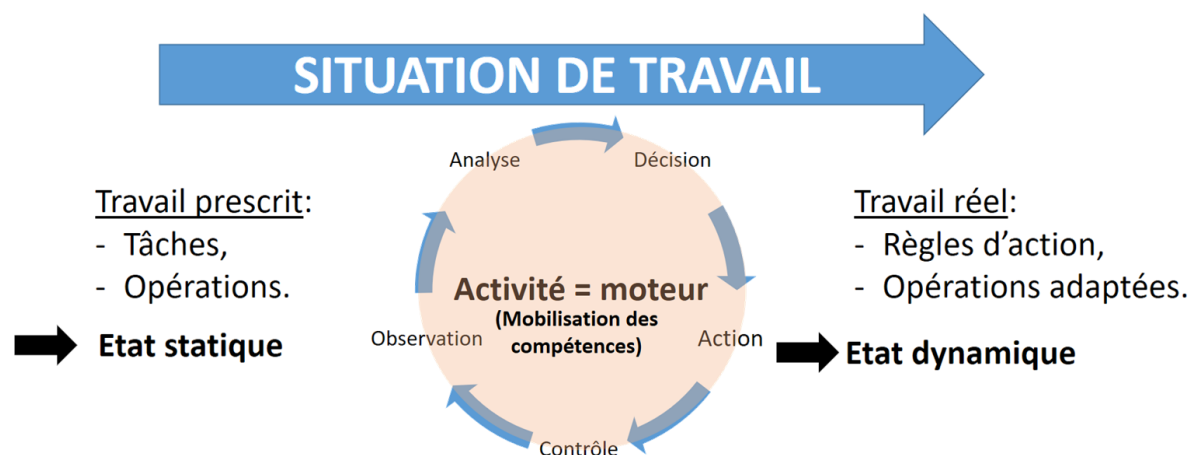 SITUATION DE TRAVAIL
Analyse
Décision
Travail prescrit:
- Tâches,
- Opérations.
Etat statique
Activité = moteur
(Mobilisation des
compétences)
Observation
Action
Contrôle
Travail réel:
- Règles d’action,
- Opérations adaptées.
Etat dynamique